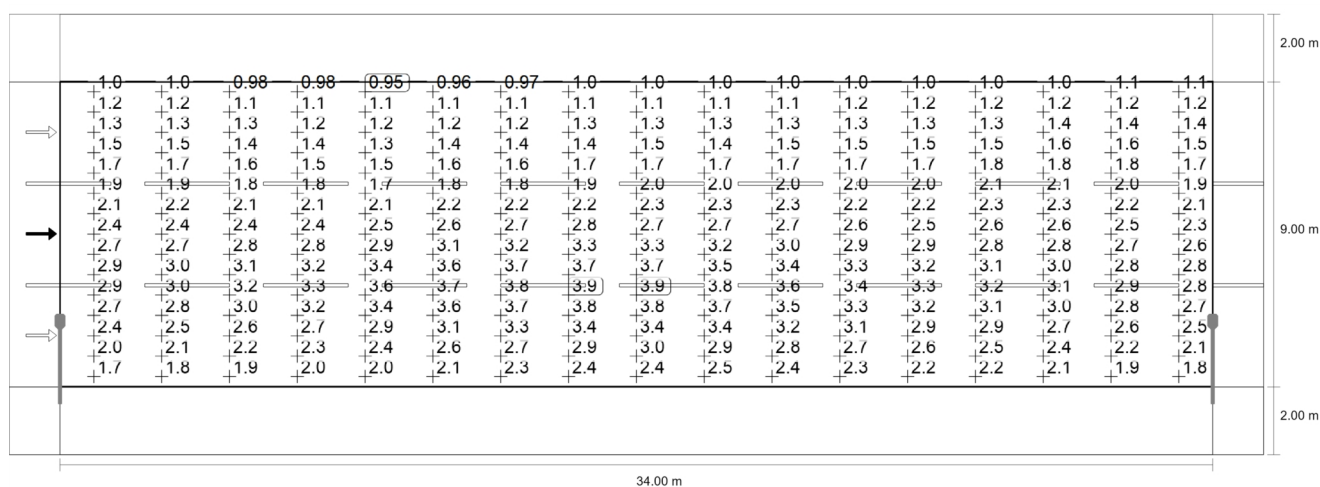 2.00 m
1.0 1.0 0.98 0.98 0.95 0.96 0.97 1.0 1.0 1.0 1.0 1.0 1.0 1.0 1.0 1.1 1.1
1.2 1.2 1.1 1.1 1.1 1.1 1.1 1.2 1.2 1.1 1.1 1.2 1.2 1.2 1.2 1.2 1.2
1.3 1.3 1.3 1.2 1.2 1.2 1.2 1.3 1.3 1.3 1.3 1.3 1.3 1.3 1.4 1.4 1.4
1.5 1.5 1.4 1.4 1.3 1.4 1.4 1.4 1.5 1.4 1.5 1.5 1.5 1.5 1.6 1.6 1.5
1.7 1.7 1.6 1.5 1.5 1.6 1.6 1.7 1.7 1.7 1.7 1.7 1.7 1.8 1.8 1.8 1.7
1.9 1.9 1.8 1.8 1.7 1.8 1.8 1.9 2.0 2.0 2.0 2.0 2.0 2.1 2.1 2.0 1.9
2.1 2.2 2.1 2.1 2.1 2.2 2.2 2.2 2.3 2.3 2.3 2.2 2.2 2.3 2.3 2.2 2.1
2.4 2.4 2.4 2.4 2.5 2.6 2.7 2.8 2.7 2.7 2.7 2.6 2.5 2.6 2.6 2.5 2.3
9.00 m
2.7 2.7 2.8 2.8 2.9 3.1 3.2 3.3 3.3 3.2 3.0 2.9 2.9 2.8 2.8 2.7 2.6
2.9 3.0 3.1 3.2 3.4 3.6 3.7 3.7 3.7 3.5 3.4 3.3 3.2 3.1 3.0 2.8 2.8
2.9 3.0 3.2 3.3 3.6 3.7 3.8 3.9 3.9 3.8 3.6 3.4 3.3 3.2 3.1 2.9 2.8
2.7 2.8 3.0 3.2 3.4 3.6 3.7 3.8 3.8 3.7 3.5 3.3 3.2 3.1 3.0 2.8 2.7
2.4 2.5 2.6 2.7 2.9 3.1 3.3 3.4 3.4 3.4 3.2 3.1 2.9 2.9 2.7 2.6 2.5
2.0 2.1 2.2 2.3 2.4 2.6 2.7 2.9 3.0 2.9 2.8 2.7 2.6 2.5 2.4 2.2 2.1
1.7 1.8 1.9 2.0 2.0 2.1 2.3 2.4 2.4 2.5 2.4 2.3 2.2 2.2 2.1 1.9 1.8
2.00 m
34.00 m